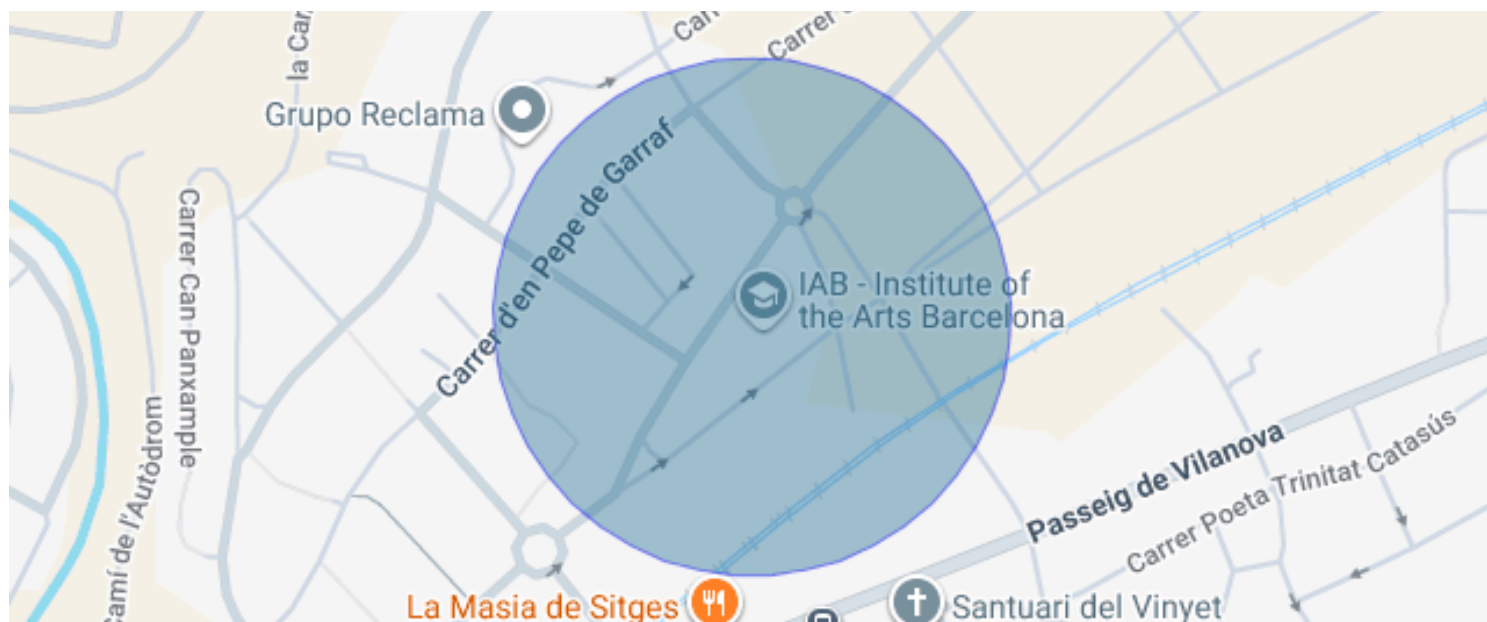 la Car
Car
Carrer d
Grupo Reclama
Carrer d'en Pepe de Garraf
Carrer Can Panxample
IAB - Institute of
the Arts Barcelona
Camí de l'Autòdrom
Passeig de Vilanova
Carrer Poeta Trinitat Catasús
La Masia de Sitges
Santuari del Vinyet